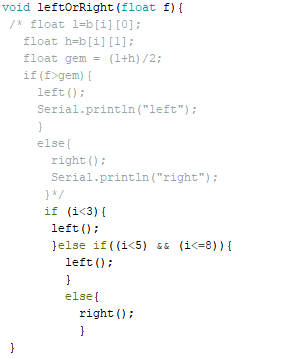 void leftOrRight(float f){
/* float l=b[i][0];
float h=b[i][1];
float gem = (l+h)/2;
if(f>gem){
left();
Serial.println("left");
}
else{
right();
Serial.println("right");
}*/
if (i<3){
left();
}else if((i<5) && (i<=8)){
left();
}
else{
right();
}
}